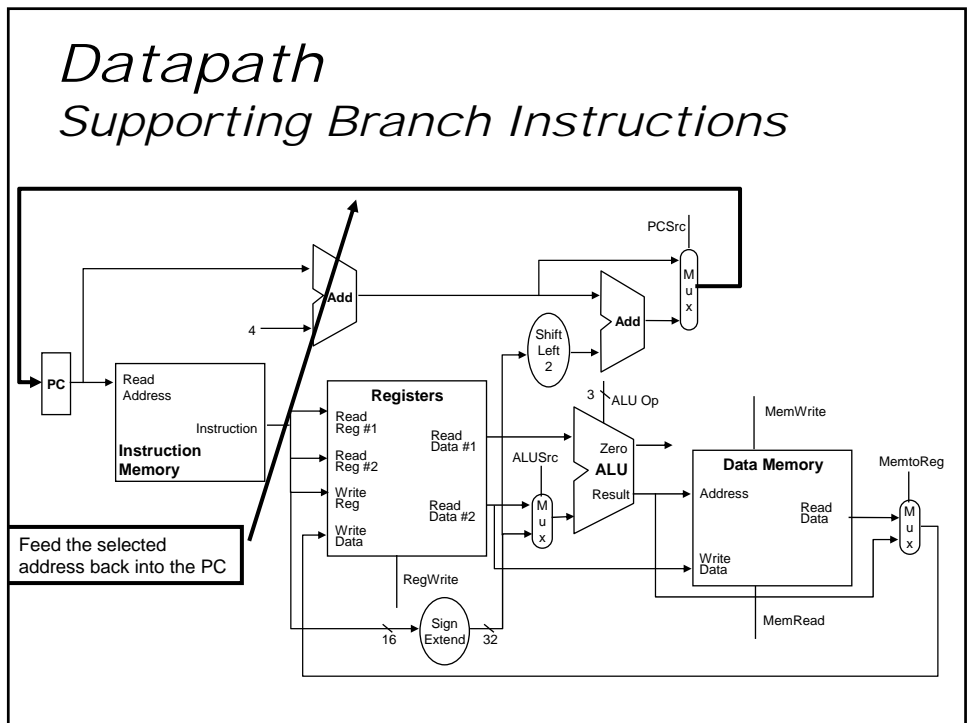 Datapath
Supporting Branch Instructions
PCSrc
M
u
x
Add
4
Add
Shift
Left
2
PC
Read
Address
Instruction
Instruction
Memory
Registers
Read
Reg #1
Read
Reg #2
Write
Reg
Write
Data
Read
Data #1
Read
Data #2
RegWrite
3
ALU Op
ALUSrc
M
u
x
Zero
ALU
Result
MemWrite
Data Memory
Address
Read
Data
Write
Data
MemRead
MemtoReg
M
u
x
Feed the selected
address back into the PC
16
Sign
Extend
32